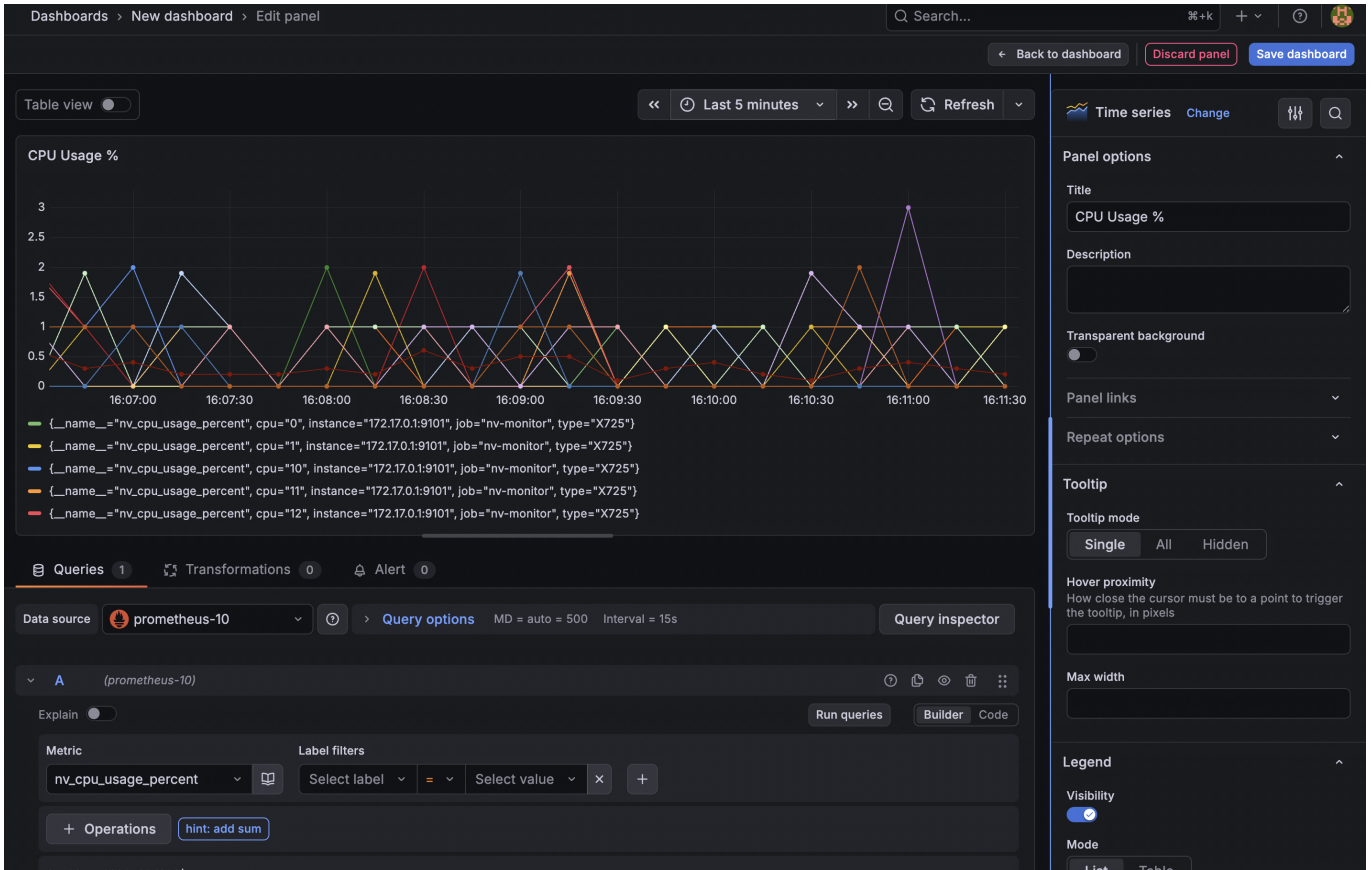 Dashboards › New dashboard › Edit panel
Search... ⌘+k
← Back to dashboard Discard panel Save dashboard
Table view
Last 5 minutes Refresh
CPU Usage %
3
2.5
2
1.5
1
0.5
0
16:07:00 16:07:30 16:08:00 16:08:30 16:09:00 16:09:30 16:10:00 16:10:30 16:11:00 16:11:30
{__name__="nv_cpu_usage_percent", cpu="0", instance="172.17.0.1:9101", job="nv-monitor", type="X725"}
{__name__="nv_cpu_usage_percent", cpu="1", instance="172.17.0.1:9101", job="nv-monitor", type="X725"}
{__name__="nv_cpu_usage_percent", cpu="10", instance="172.17.0.1:9101", job="nv-monitor", type="X725"}
{__name__="nv_cpu_usage_percent", cpu="11", instance="172.17.0.1:9101", job="nv-monitor", type="X725"}
{__name__="nv_cpu_usage_percent", cpu="12", instance="172.17.0.1:9101", job="nv-monitor", type="X725"}
Queries 1 Transformations 0 Alert 0
Data source prometheus-10 Query options MD = auto = 500 Interval = 15s Query inspector
A (prometheus-10)
Explain Run queries Builder Code
Metric Label filters
nv_cpu_usage_percent Select label = Select value
+ Operations hint: add sum
Time series Change
Panel options
Title
CPU Usage %
Description
Transparent background
Panel links
Repeat options
Tooltip
Tooltip mode
Single All Hidden
Hover proximity
How close the cursor must be to a point to trigger
the tooltip, in pixels
Max width
Legend
Visibility
Mode
List Table